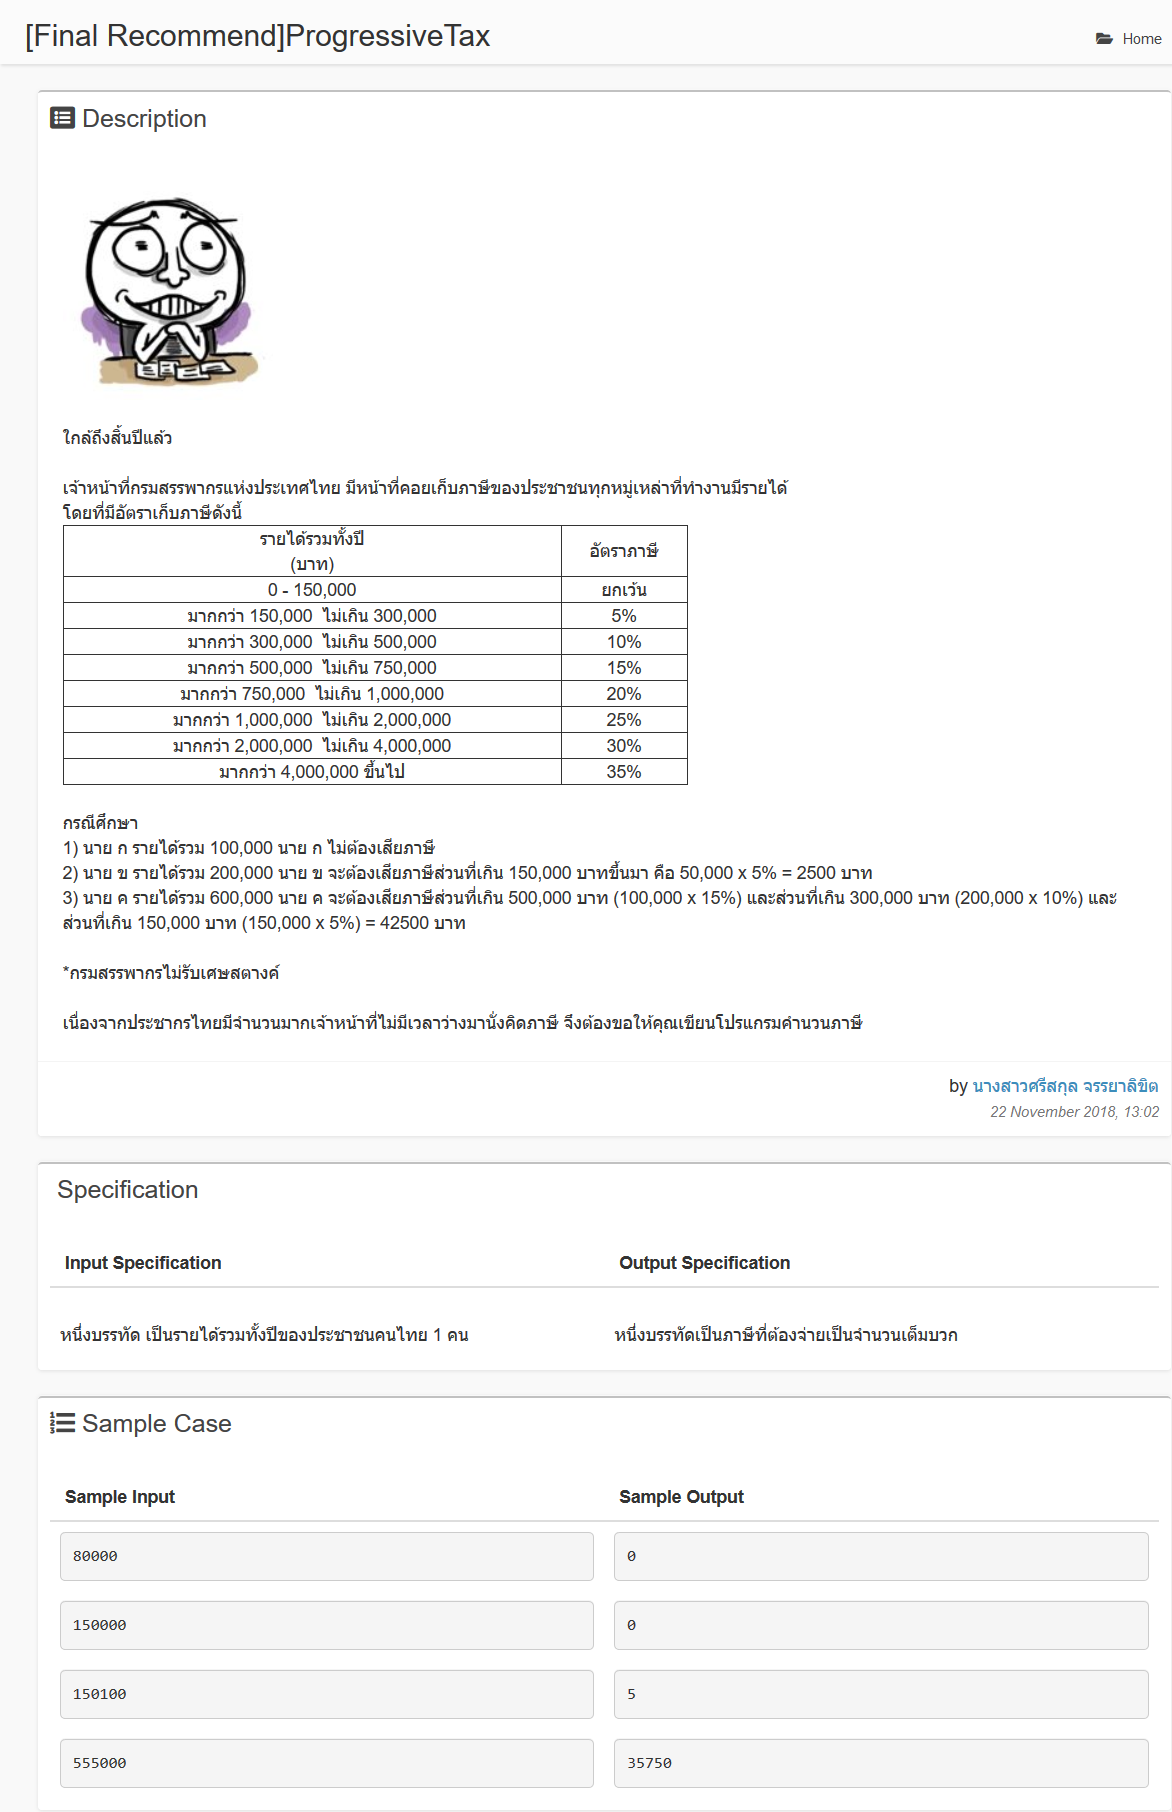 [Final Recommend]ProgressiveTax
Home
Description
ใกล้ถึงสิ้นปีแล้ว
เจ้าหน้าที่กรมสรรพากรแห่งประเทศไทย มีหน้าที่คอยเก็บภาษีของประชาชนทุกหมู่เหล่าที่ทำงานมีรายได้
โดยที่มีอัตราเก็บภาษีดังนี้
รายได้รวมทั้งปี
(บาท)
อัตราภาษี
0 - 150,000 ยกเว้น
มากกว่า 150,000 ไม่เกิน 300,000 5%
มากกว่า 300,000 ไม่เกิน 500,000 10%
มากกว่า 500,000 ไม่เกิน 750,000 15%
มากกว่า 750,000 ไม่เกิน 1,000,000 20%
มากกว่า 1,000,000 ไม่เกิน 2,000,000 25%
มากกว่า 2,000,000 ไม่เกิน 4,000,000 30%
มากกว่า 4,000,000 ขึ้นไป 35%
กรณีศึกษา
1) นาย ก รายได้รวม 100,000 นาย ก ไม่ต้องเสียภาษี
2) นาย ข รายได้รวม 200,000 นาย ข จะต้องเสียภาษีส่วนที่เกิน 150,000 บาทขึ้นมา คือ 50,000 x 5% = 2500 บาท
3) นาย ค รายได้รวม 600,000 นาย ค จะต้องเสียภาษีส่วนที่เกิน 500,000 บาท (100,000 x 15%) และส่วนที่เกิน 300,000 บาท (200,000 x 10%) และ
ส่วนที่เกิน 150,000 บาท (150,000 x 5%) = 42500 บาท
*กรมสรรพากรไม่รับเศษสตางค์
เนื่องจากประชากรไทยมีจำนวนมากเจ้าหน้าที่ไม่มีเวลาว่างมานั่งคิดภาษี จึงต้องขอให้คุณเขียนโปรแกรมคำนวนภาษี
by นางสาวศรีสกุล จรรยาลิขิต
22 November 2018, 13:02
Specification
Input Specification Output Specification
หนึ่งบรรทัด เป็นรายได้รวมทั้งปีของประชาชนคนไทย 1 คน หนึ่งบรรทัดเป็นภาษีที่ต้องจ่ายเป็นจำนวนเต็มบวก
Sample Case
Sample Input Sample Output
80000 0
150000 0
150100 5
555000 35750